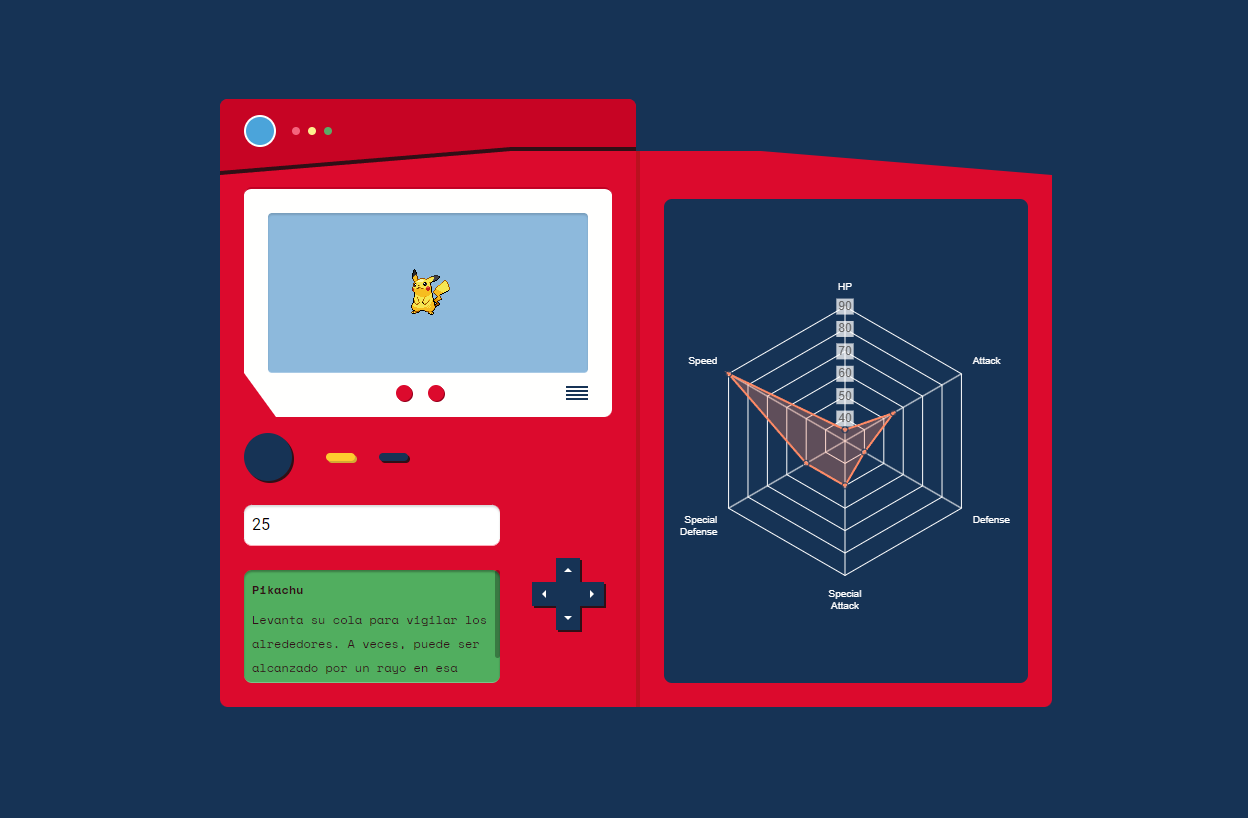 25
Pikachu
Levanta su cola para vigilar los
alrededores. A veces, puede ser
alcanzado por un rayo en esa
HP
90
80
70
60
50
40
Speed
Attack
Special
Defense
Defense
Special
Attack